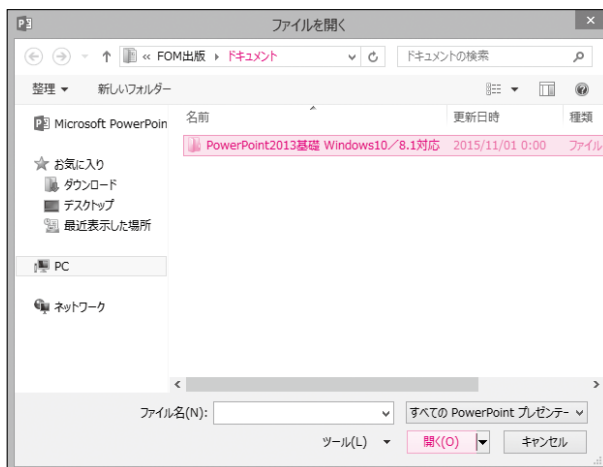 ファイルを開く
≪ FOM出版 ▶ ドキュメント
ドキュメントの検索
整理 ▼ 新しいフォルダー
Microsoft PowerPoin
お気に入り
ダウンロード
デスクトップ
最近表示した場所
PC
ネットワーク
名前 更新日時 種類
PowerPoint2013基礎 Windows10／8.1対応 2015/11/01 0:00 ファイル
ファイル名(N):
すべての PowerPoint プレゼンテー
ツール(L) ▼ 開く(O) ▼ キャンセル